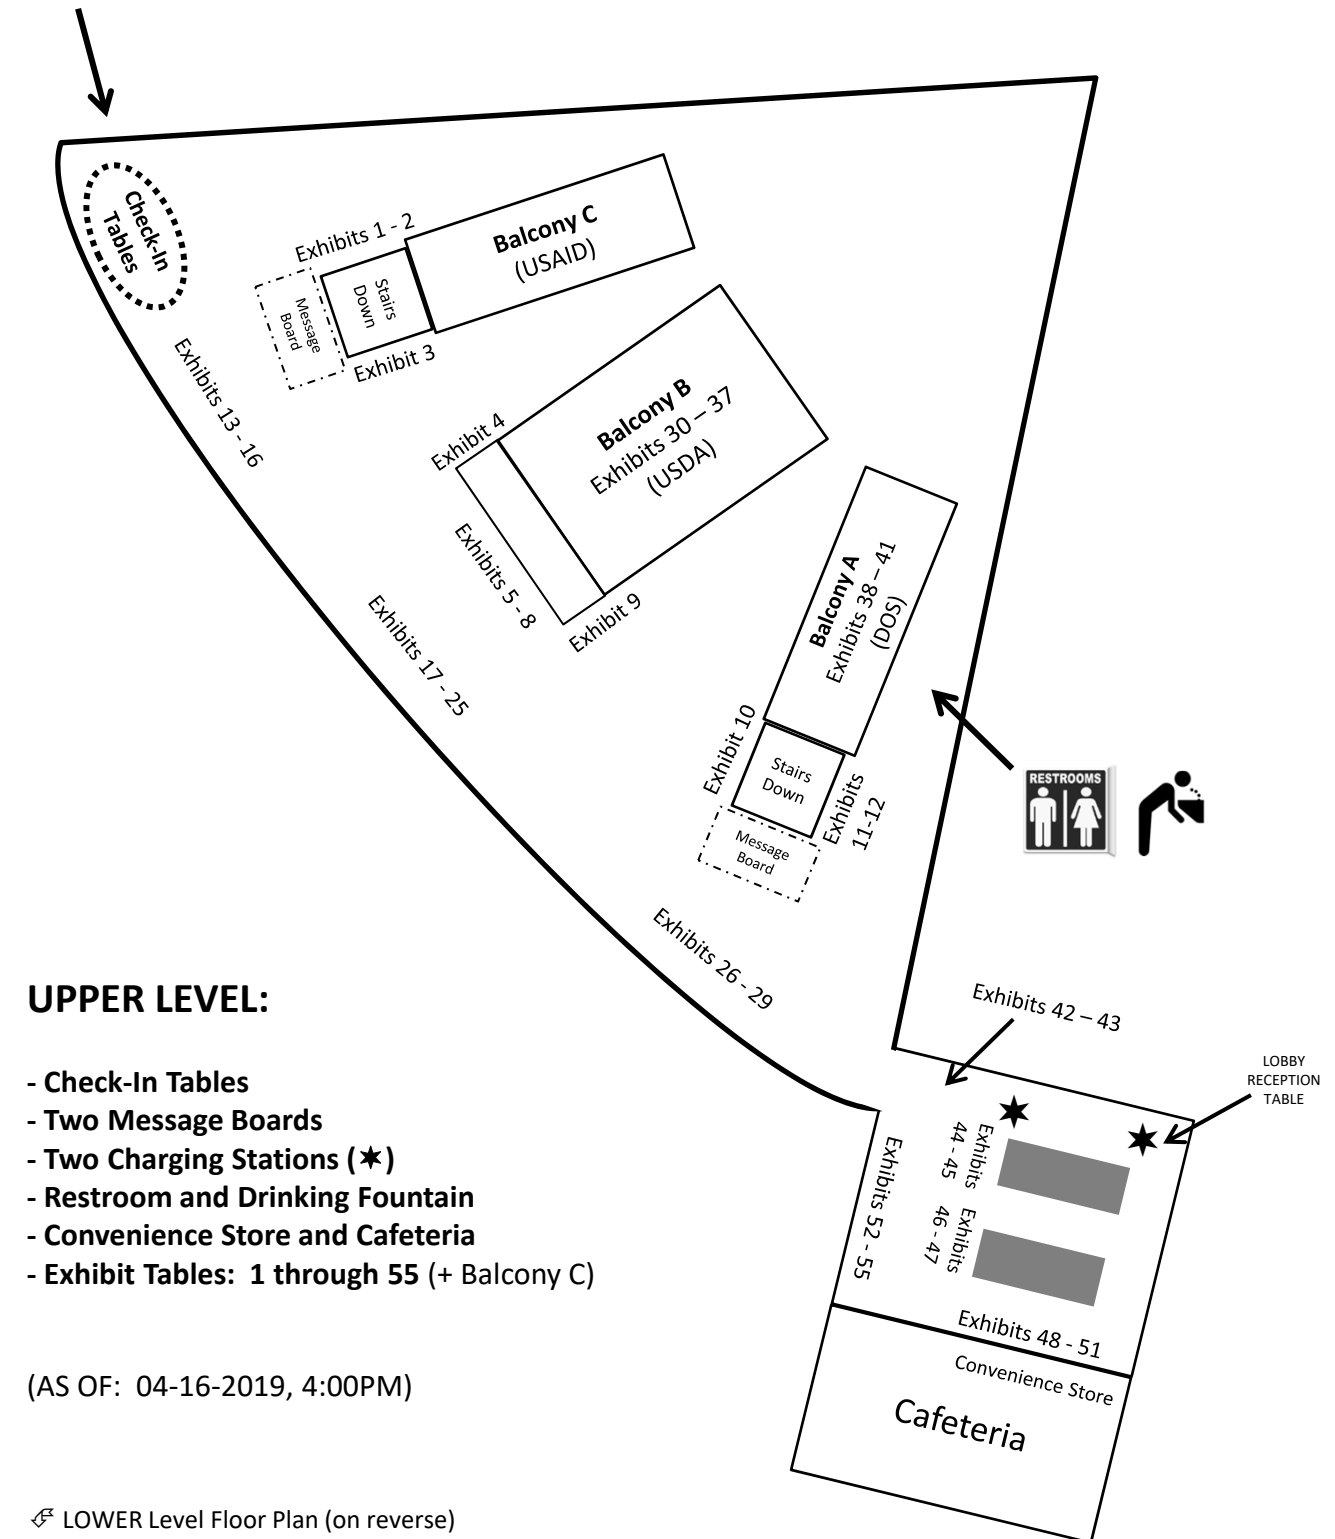 Check-In
Tables
Exhibits 1 - 2
Balcony C
(USAID)
Stairs
Down
Message
Board
Exhibit 3
Exhibits 13 - 16
Exhibit 4
Balcony B
Exhibits 30 – 37
(USDA)
Exhibits 5 - 8
Exhibit 9
Exhibits 17 - 25
Balcony A
Exhibits 38 – 41
(DOS)
Exhibit 10
Stairs
Down
Exhibits
11-12
Message
Board
RESTROOMS
Exhibits 26 - 29
Exhibits 42 – 43
LOBBY
RECEPTION
TABLE
Exhibits
44 - 45
Exhibits
46 - 47
Exhibits 52 - 55
Exhibits 48 - 51
Convenience Store
Cafeteria
UPPER LEVEL:
- Check-In Tables
- Two Message Boards
- Two Charging Stations (✶)
- Restroom and Drinking Fountain
- Convenience Store and Cafeteria
- Exhibit Tables: 1 through 55 (+ Balcony C)
(AS OF: 04-16-2019, 4:00PM)
LOWER Level Floor Plan (on reverse)